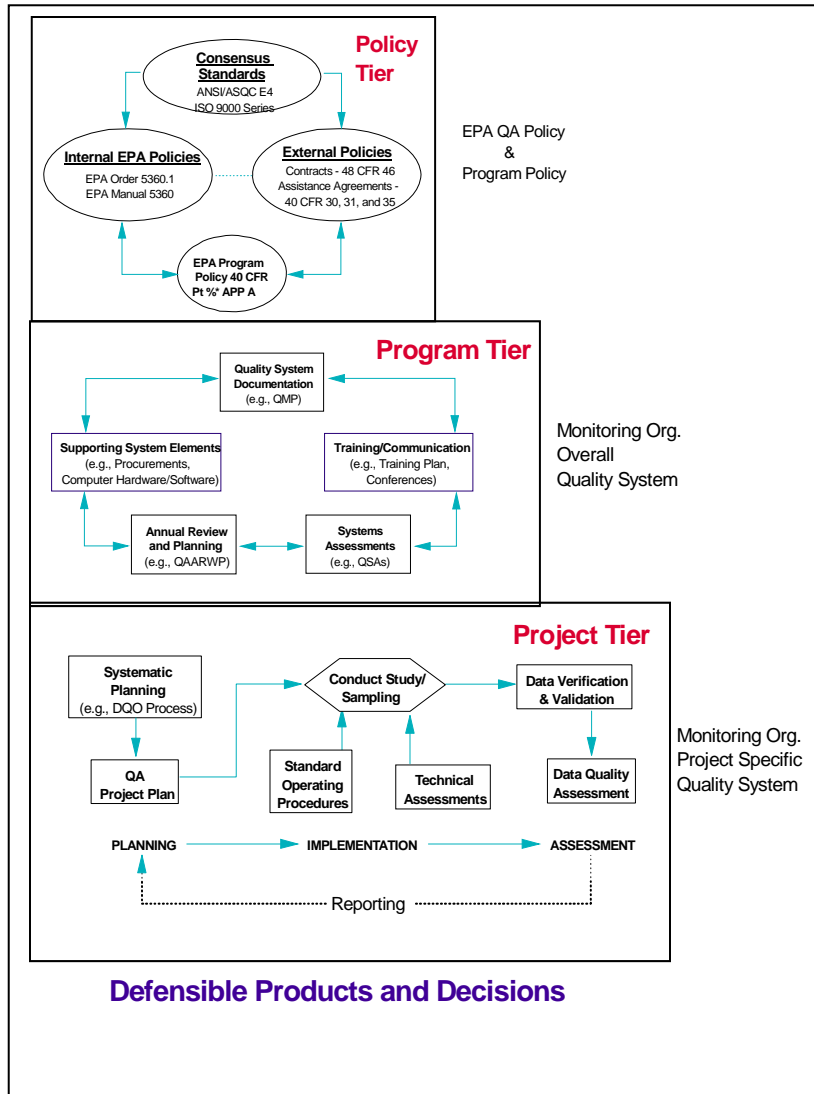 Policy
Tier
Consensus
Standards
ANSI/ASQC E4
ISO 9000 Series
Internal EPA Policies
EPA Order 5360.1
EPA Manual 5360
External Policies
Contracts - 48 CFR 46
Assistance Agreements -
40 CFR 30, 31, and 35
EPA Program
Policy 40 CFR
Pt %* APP A
EPA QA Policy
&
Program Policy
Program Tier
Quality System
Documentation
(e.g., QMP)
Supporting System Elements
(e.g., Procurements,
Computer Hardware/Software)
Training/Communication
(e.g., Training Plan,
Conferences)
Annual Review
and Planning
(e.g., QAARWP)
Systems
Assessments
(e.g., QSAs)
Monitoring Org.
Overall
Quality System
Project Tier
Systematic
Planning
(e.g., DQO Process)
QA
Project Plan
Conduct Study/
Sampling
Standard
Operating
Procedures
Technical
Assessments
Data Verification
& Validation
Data Quality
Assessment
PLANNING
IMPLEMENTATION
ASSESSMENT
Reporting
Monitoring Org.
Project Specific
Quality System
Defensible Products and Decisions